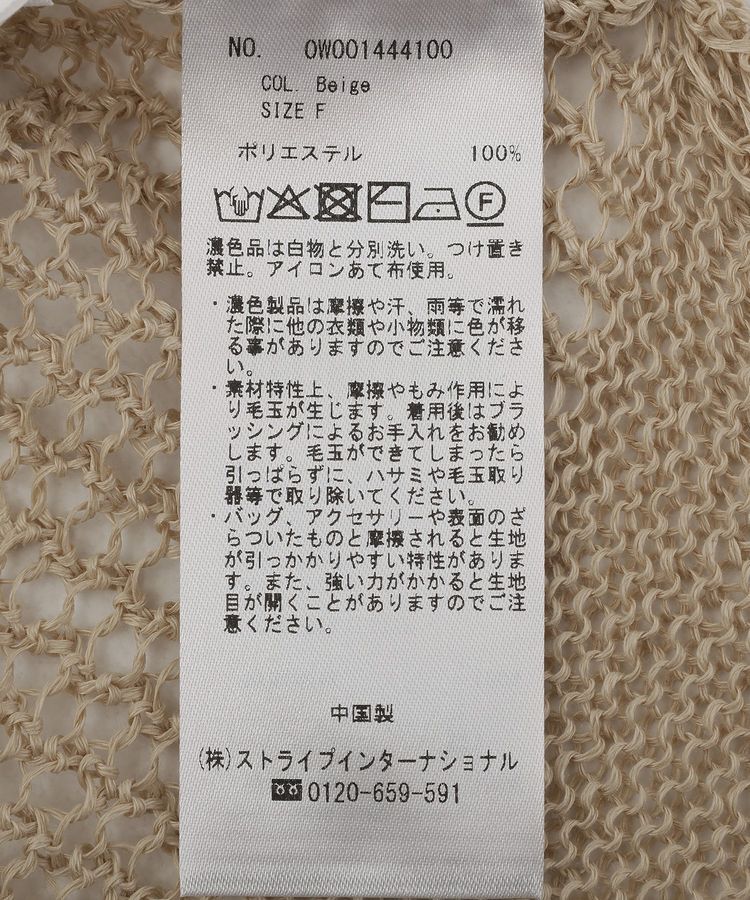 NO. 0W001444100
COL. Beige
SIZE F
ポリエステル 100%
F
濃色品は白物と分別洗い。つけ置き
禁止。アイロンあて布使用。
・濃色製品は摩擦や汗、雨等で濡れ
た際に他の衣類や小物類に色が移
る事がありますのでご注意くださ
い。
・素材特性上、摩擦やもみ作用によ
り毛玉が生じます。着用後はブラ
ッシングによるお手入れをお勧め
します。毛玉ができてしまったら
引っぱらずに、ハサミや毛玉取り
器等で取り除いてください。
・バッグ、アクセサリーや表面のざ
らついたものと摩擦されると生地
が引っかかりやすい特性がありま
す。また、強い力がかかると生地
目が開くことがありますのでご注
意ください。
中国製
(株)ストライプインターナショナル
0120-659-591